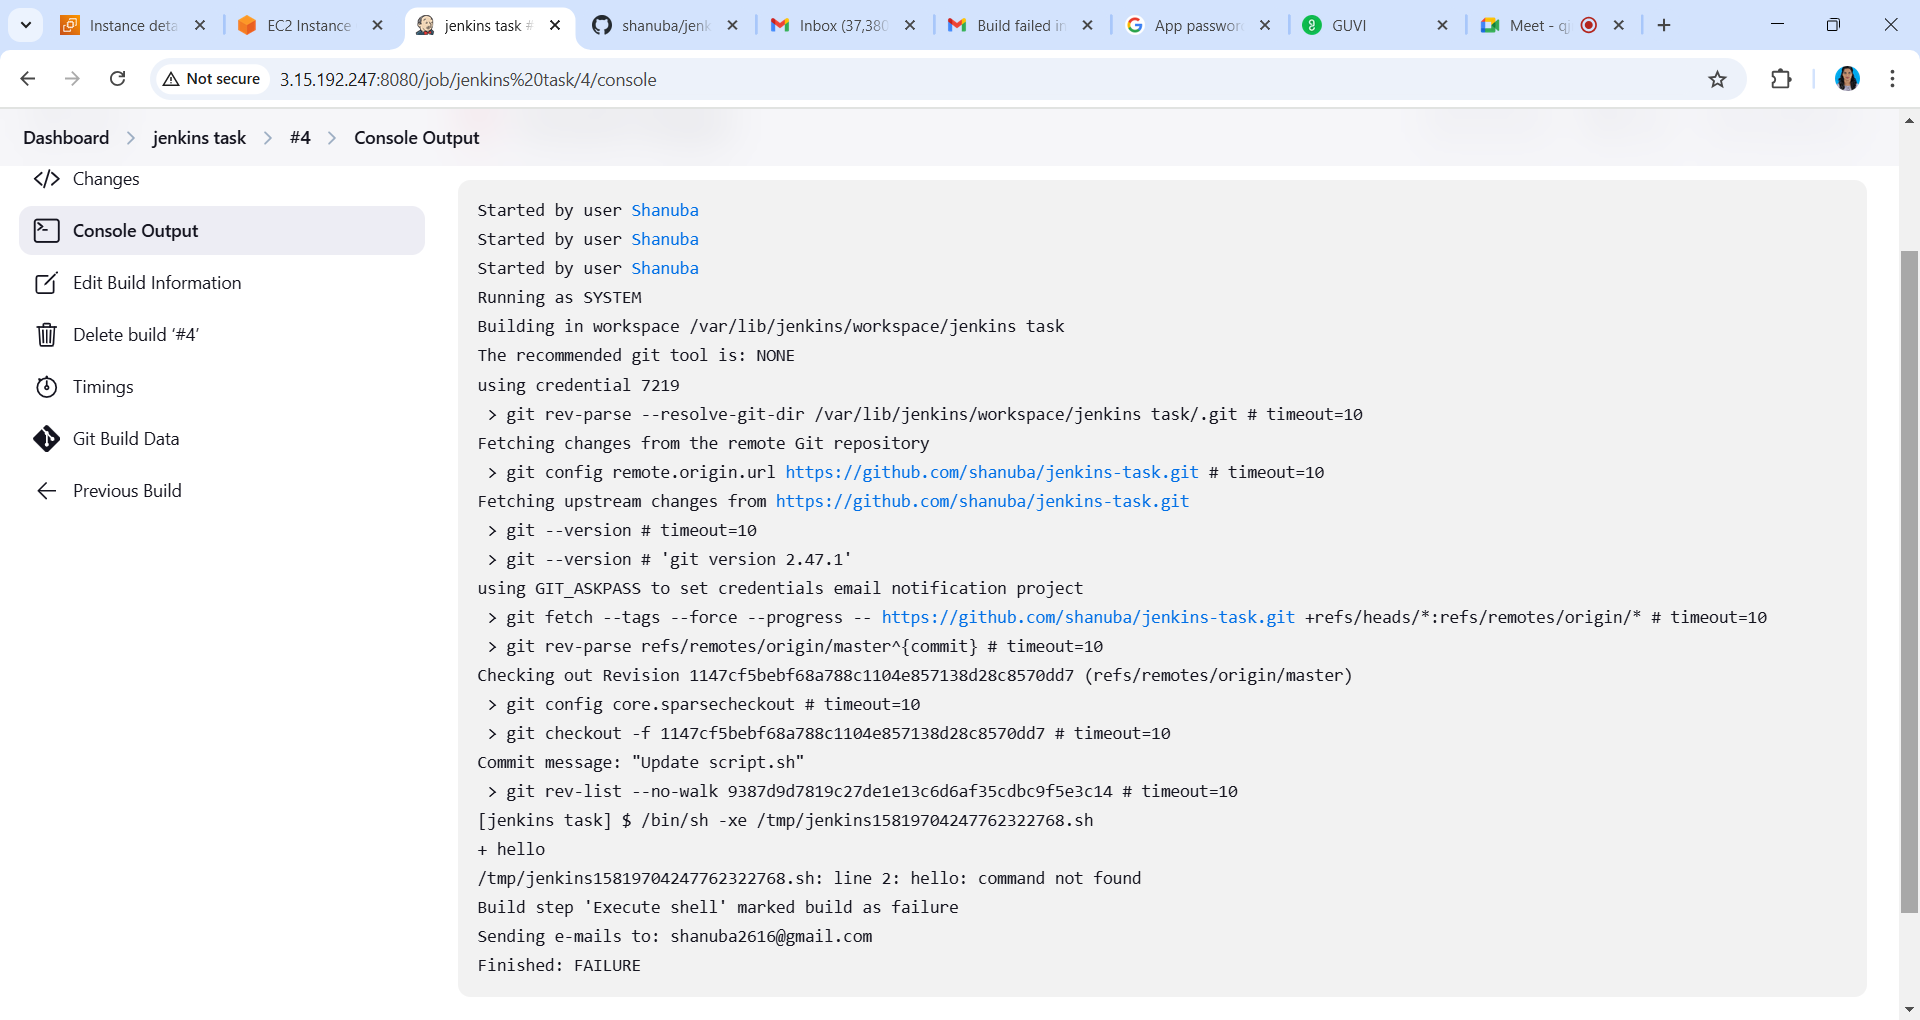 Instance deta
EC2 Instance
jenkins task #
shanuba/jenk
Inbox (37,380
Build failed in
App passwor
GUVI
Meet - qj
Not secure
3.15.192.247:8080/job/jenkins%20task/4/console
Dashboard > jenkins task > #4 > Console Output
Changes
Console Output
Edit Build Information
Delete build ‘#4’
Timings
Git Build Data
Previous Build
Started by user Shanuba
Started by user Shanuba
Started by user Shanuba
Running as SYSTEM
Building in workspace /var/lib/jenkins/workspace/jenkins task
The recommended git tool is: NONE
using credential 7219
 > git rev-parse --resolve-git-dir /var/lib/jenkins/workspace/jenkins task/.git # timeout=10
Fetching changes from the remote Git repository
 > git config remote.origin.url https://github.com/shanuba/jenkins-task.git # timeout=10
Fetching upstream changes from https://github.com/shanuba/jenkins-task.git
 > git --version # timeout=10
 > git --version # 'git version 2.47.1'
using GIT_ASKPASS to set credentials email notification project
 > git fetch --tags --force --progress -- https://github.com/shanuba/jenkins-task.git +refs/heads/*:refs/remotes/origin/* # timeout=10
 > git rev-parse refs/remotes/origin/master^{commit} # timeout=10
Checking out Revision 1147cf5bebf68a788c1104e857138d28c8570dd7 (refs/remotes/origin/master)
 > git config core.sparsecheckout # timeout=10
 > git checkout -f 1147cf5bebf68a788c1104e857138d28c8570dd7 # timeout=10
Commit message: "Update script.sh"
 > git rev-list --no-walk 9387d9d7819c27de1e13c6d6af35cdbc9f5e3c14 # timeout=10
[jenkins task] $ /bin/sh -xe /tmp/jenkins15819704247762322768.sh
+ hello
/tmp/jenkins15819704247762322768.sh: line 2: hello: command not found
Build step 'Execute shell' marked build as failure
Sending e-mails to: shanuba2616@gmail.com
Finished: FAILURE